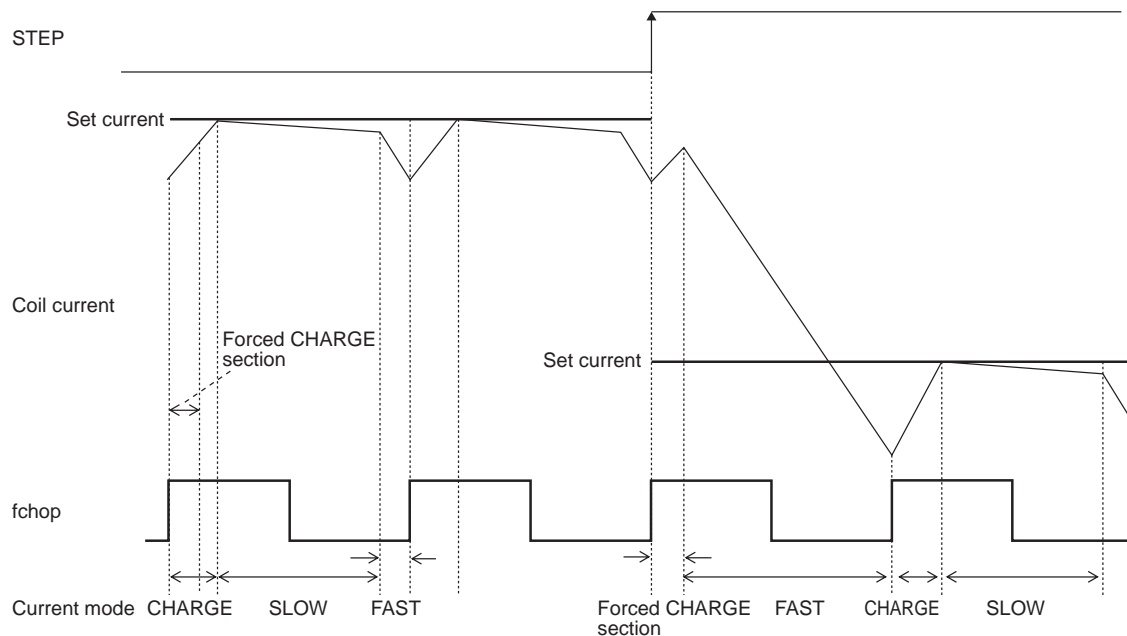 STEP
Set current
Coil current
Forced CHARGE
section
Set current
fchop
Current mode CHARGE SLOW FAST Forced CHARGE
section FAST CHARGE SLOW